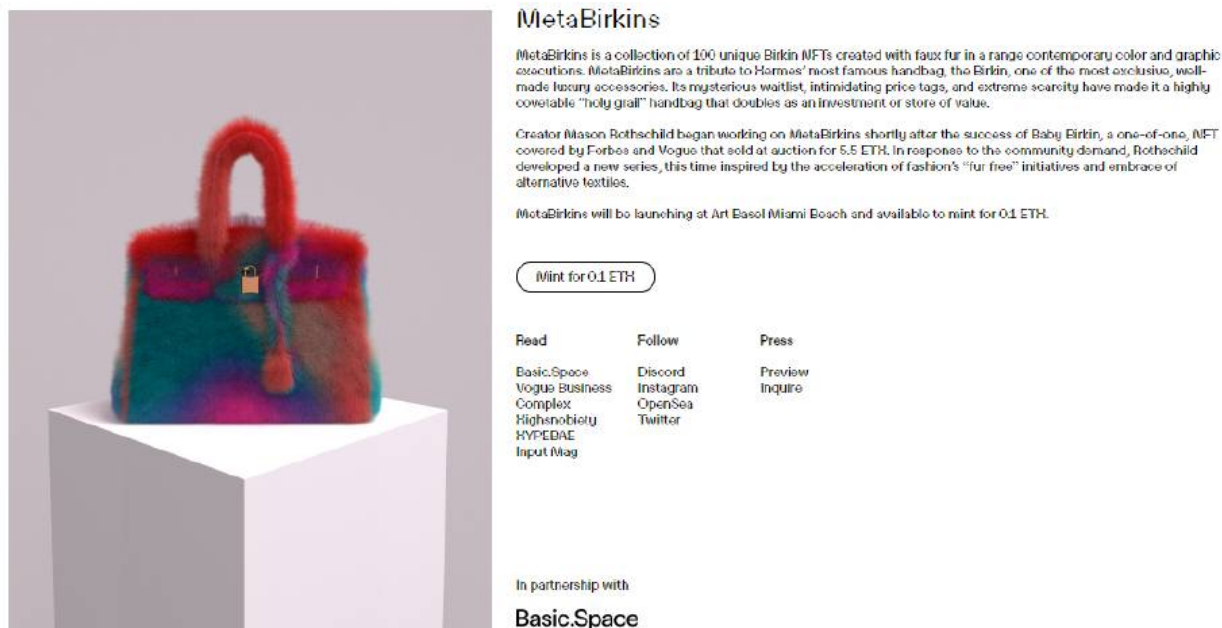 MetaBirkins
MetaBirkins is a collection of 100 unique Birkin NFTs created with faux fur in a range contemporary color and graphic
executions. MetaBirkins are a tribute to Hermes' most famous handbag, the Birkin, one of the most exclusive, well-
made luxury accessories. Its mysterious waitlist, intimidating price tags, and extreme scarcity have made it a highly
covetable "holy grail" handbag that doubles as an investment or store of value.
Creator Mason Rothschild began working on MetaBirkins shortly after the success of Baby Birkin, a one-of-one, NFT
covered by Forbes and Vogue that sold at auction for 5.5 ETH. In response to the community demand, Rothschild
developed a new series, this time inspired by the acceleration of fashion's "fur free" initiatives and embrace of
alternative textiles.
MetaBirkins will be launching at Art Basel Miami Beach and available to mint for 0.1 ETH.
Mint for 0.1 ETH
Read
Follow
Press
Basic.Space
Discord
Preview
Vogue Business
Instagram
Inquire
Complex
OpenSea
Highsnobiety
Twitter
HYPEBAE
Input Mag
In partnership with
Basic.Space